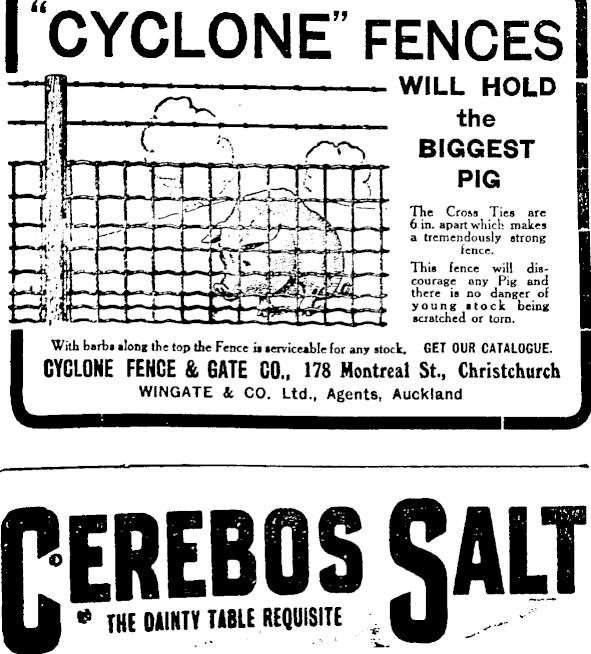 "CYCLONE" FENCES
WILL HOLD
the
BIGGEST
PIG
The Cross Ties are
6 in. apart which makes
a tremendously strong
fence.
This fence will dis-
courage any Pig and
there is no danger of
young stock being
scratched or torn.
With barbs along the top the Fence is serviceable for any stock. GET OUR CATALOGUE.
CYCLONE FENCE & GATE CO., 178 Montreal St., Christchurch
WINGATE & CO. Ltd., Agents, Auckland
CEREBOS SALT
THE DAINTY TABLE REQUISITE